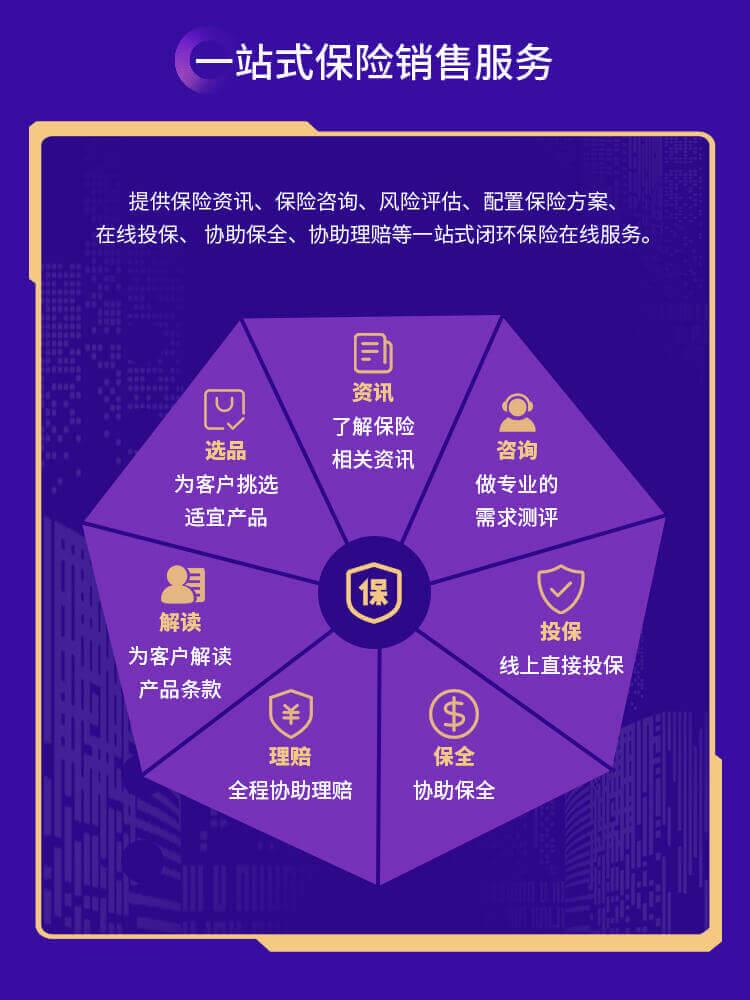 一站式保险销售服务
提供保险资讯、保险咨询、风险评估、配置保险方案、
在线投保、 协助保全、协助理赔等一站式闭环保险在线服务。
资讯
了解保险
相关资讯
咨询
做专业的
需求测评
投保
线上直接投保
保全
协助保全
理赔
全程协助理赔
解读
为客户解读
产品条款
选品
为客户挑选
适宜产品
保